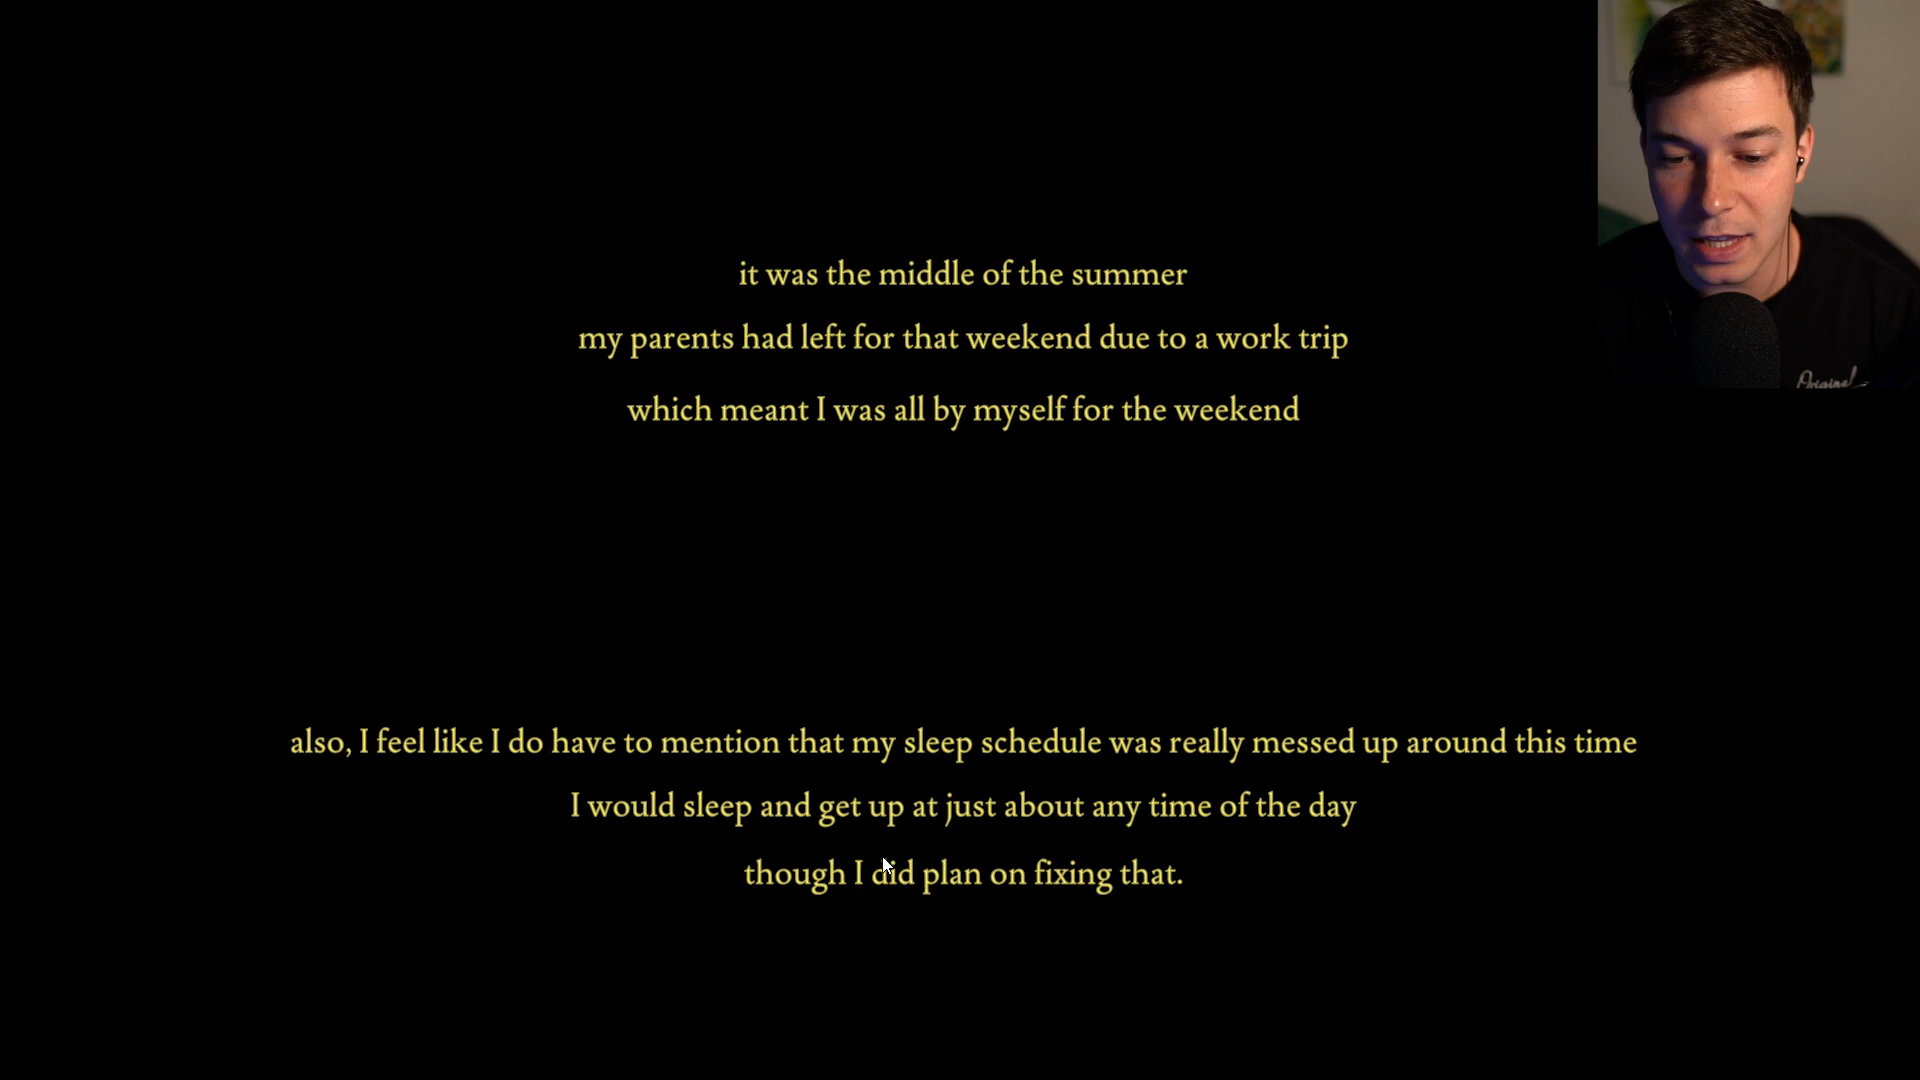 it was the middle of the summer
my parents had left for that weekend due to a work trip
which meant I was all by myself for the weekend
also, I feel like I do have to mention that my sleep schedule was really messed up around this time
I would sleep and get up at just about any time of the day
though I did plan on fixing that.
Original